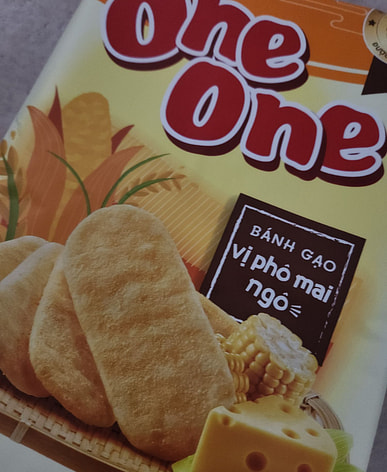 One
One
BÁNH GẠO
vị phô mai
ngô